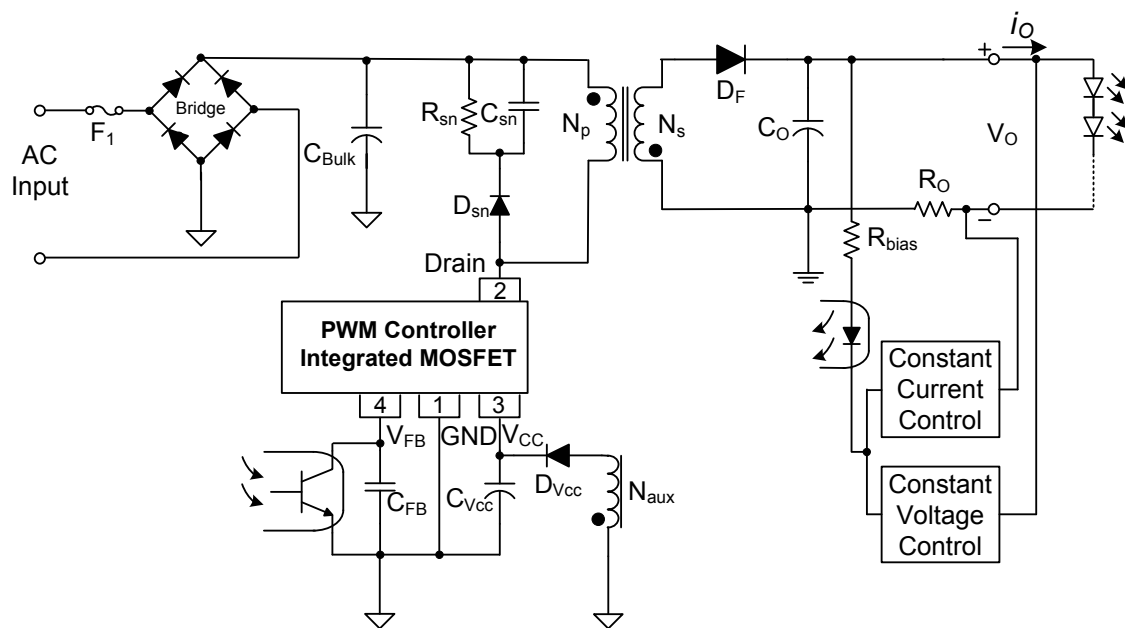 i_O
+
Bridge
F_1
AC
Input
C_Bulk
R_sn
C_sn
D_sn
N_p
N_s
D_F
C_O
V_O
R_O
−
R_bias
Drain
2
PWM Controller
Integrated MOSFET
4
1
3
V_FB
GND
V_CC
C_FB
C_Vcc
D_Vcc
N_aux
Constant
Current
Control
Constant
Voltage
Control